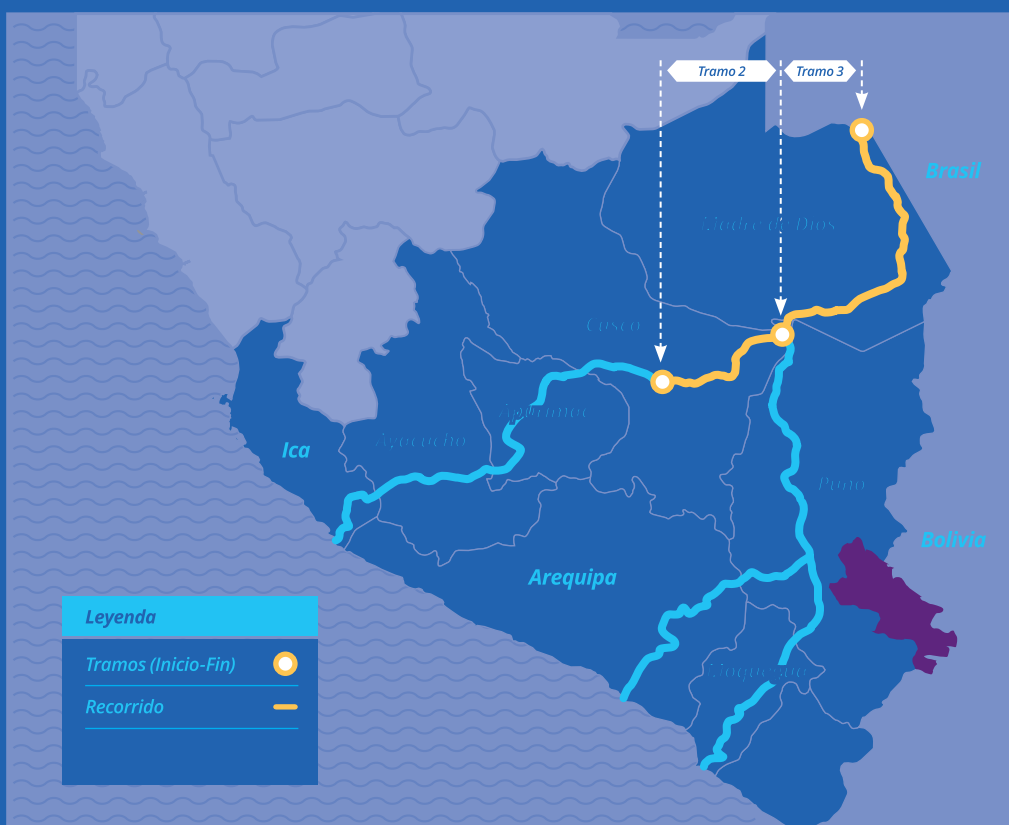 Tramo 2
Tramo 3
Brasil
Madre de Dios
Cusco
Apurímac
Ayacucho
Ica
Puno
Bolivia
Arequipa
Leyenda
Tramos (Inicio-Fin)
Moquegua
Recorrido